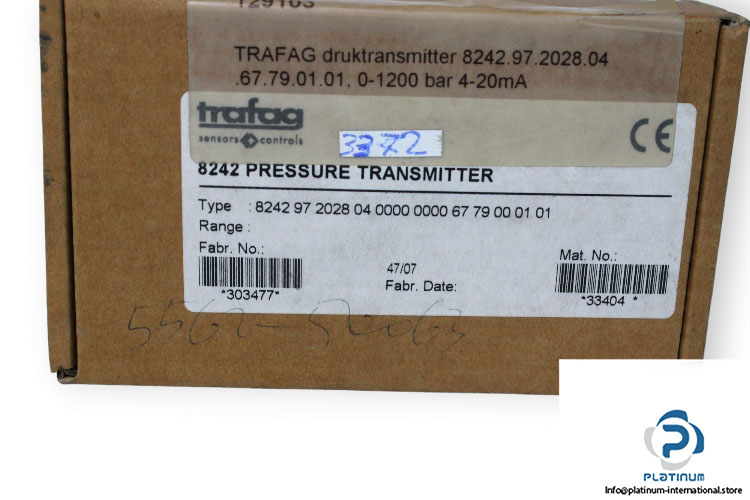 129103
TRAFAG druktransmitter 8242.97.2028.04
.67.79.01.01, 0-1200 bar 4-20mA
trafag
sensors controls
3372
CE
8242 PRESSURE TRANSMITTER
Type : 8242 97 2028 04 0000 0000 67 79 00 01 01
Range :
Fabr. No.:
*303477*
47/07
Fabr. Date:
Mat. No.:
*33404 *
PLATINUM
Info@platinum-international.store